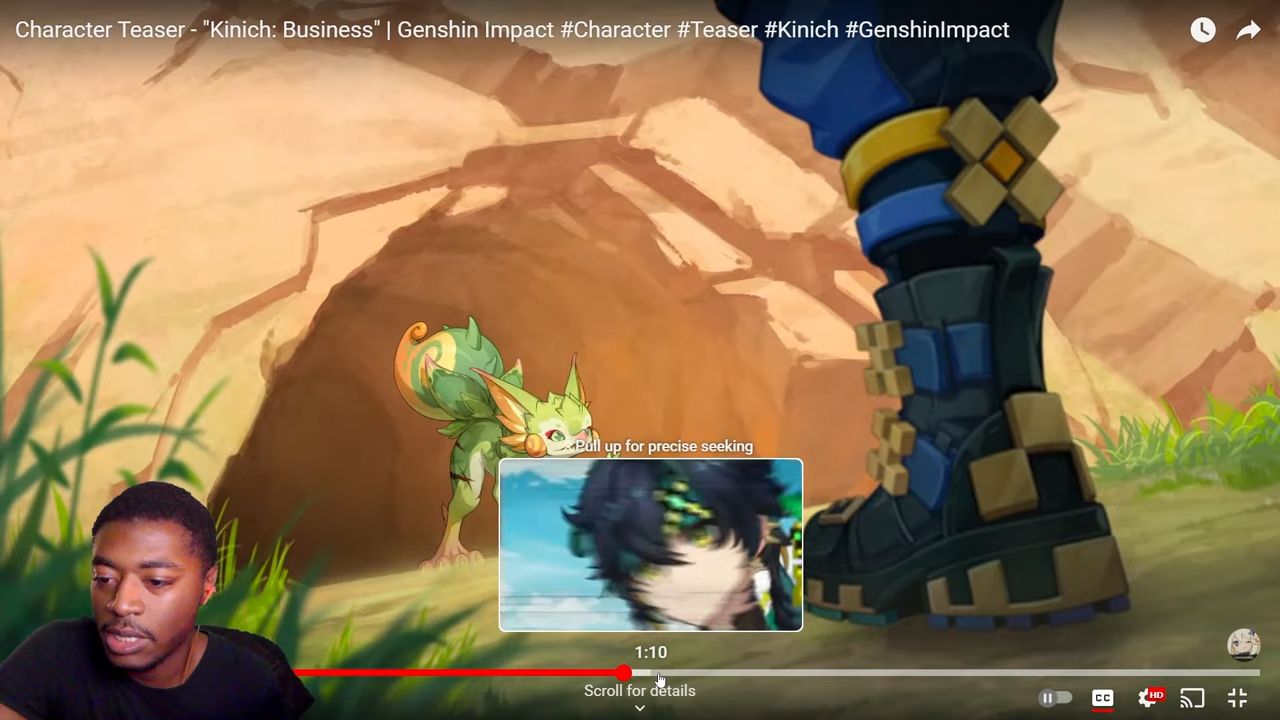 Character Teaser - "Kinich: Business" | Genshin Impact #Character #Teaser #Kinich #GenshinImpact
Pull up for precise seeking
1:10
Scroll for details
CC
HD